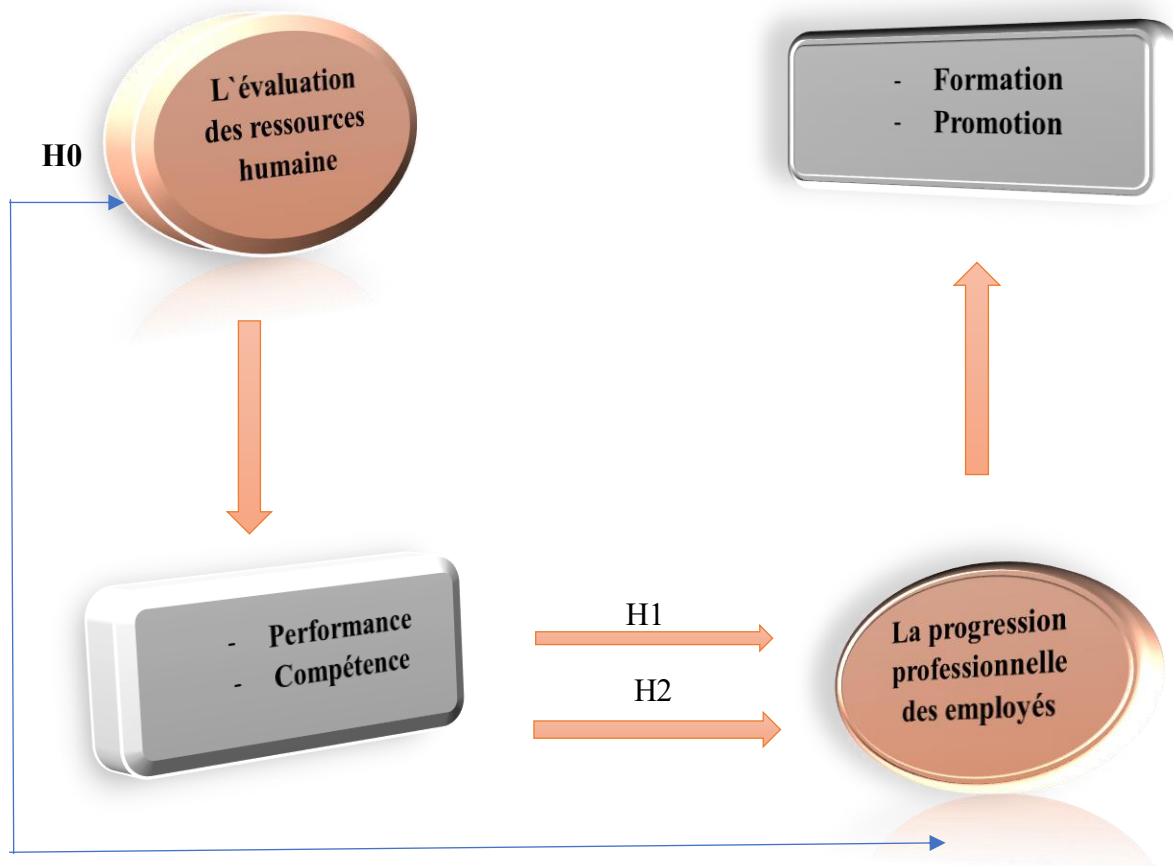 L`évaluation
des ressources
humaine
H0
- Formation
- Promotion
- Performance
- Compétence
H1
H2
La progression
professionnelle
des employés